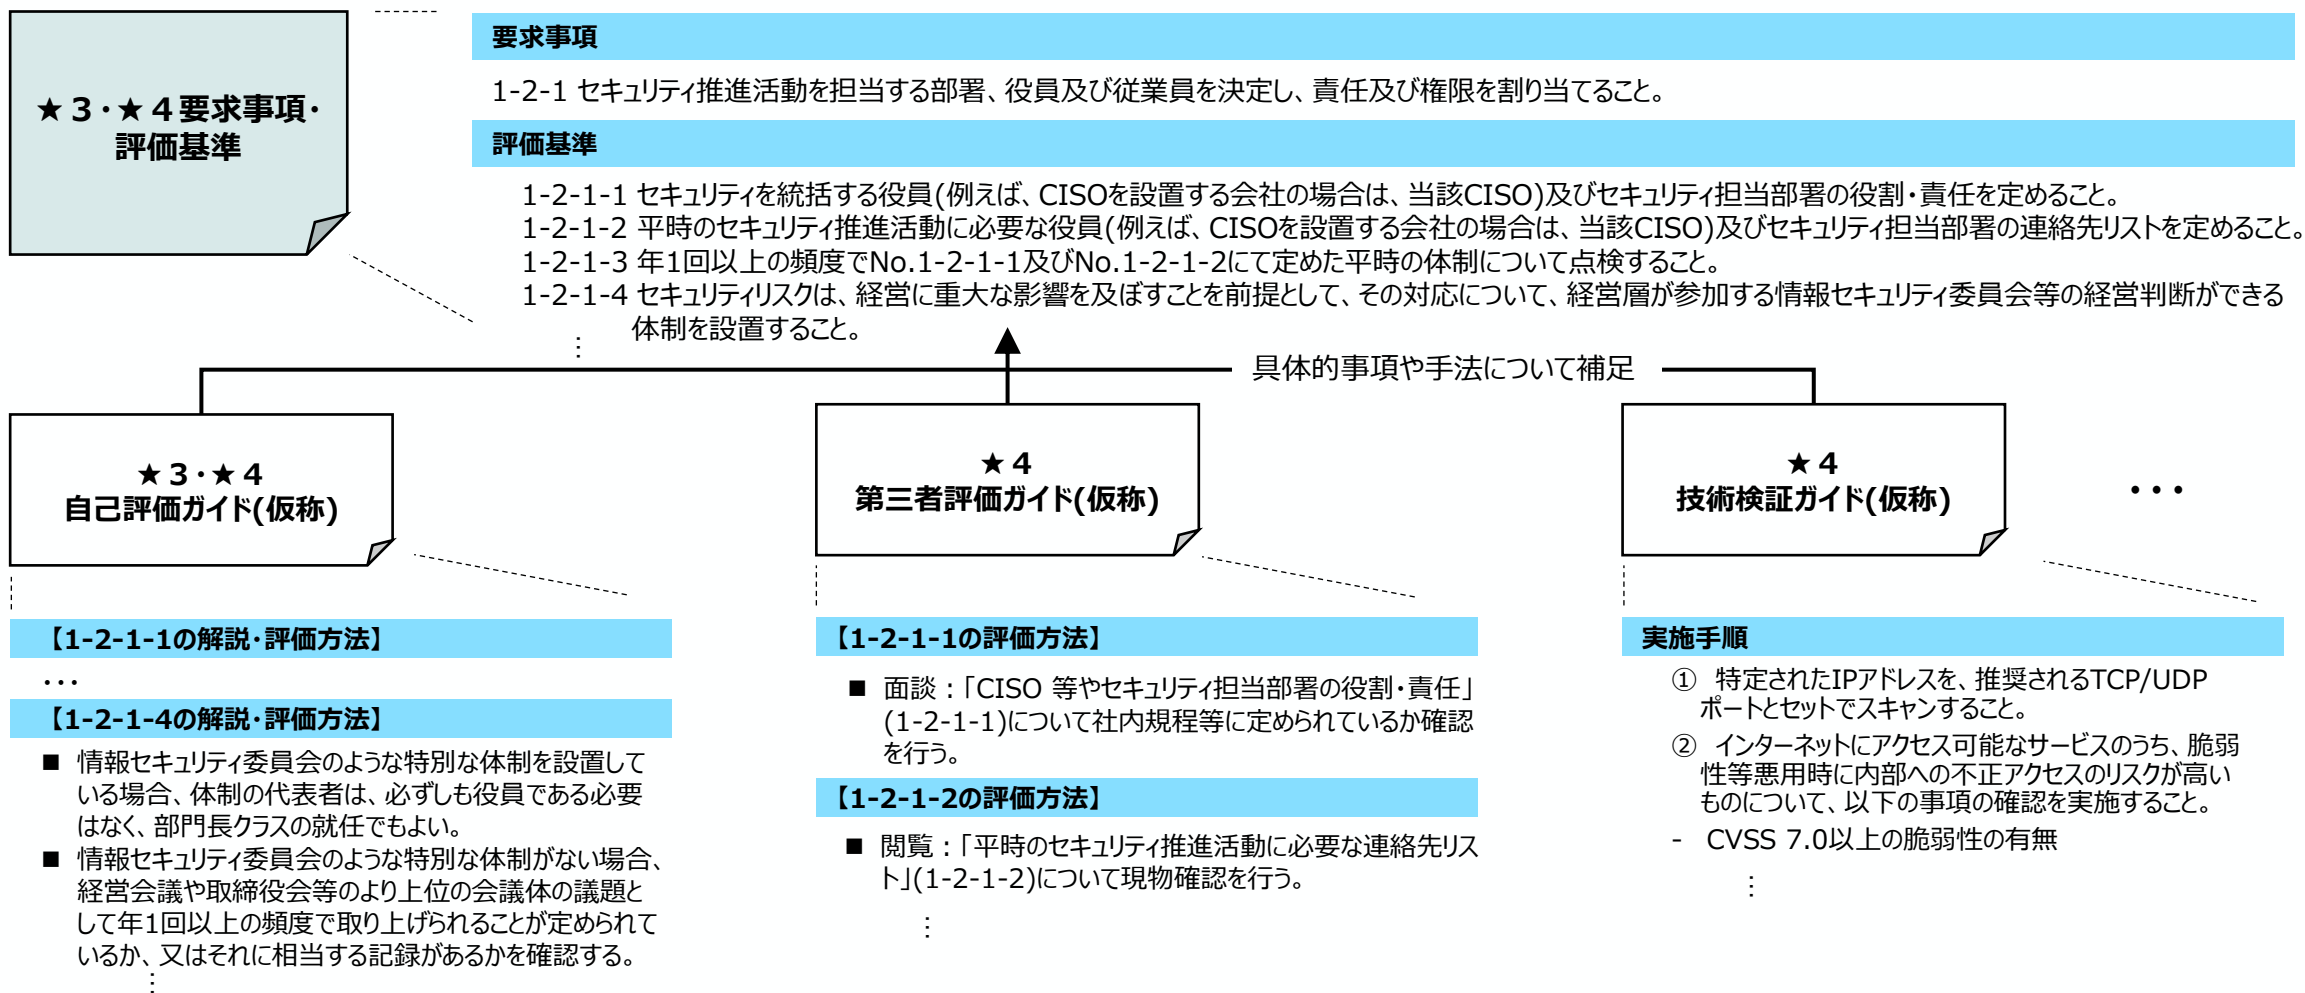 ★３・★４要求事項・
評価基準
要求事項
1-2-1 セキュリティ推進活動を担当する部署、役員及び従業員を決定し、責任及び権限を割り当てること。
評価基準
1-2-1-1 セキュリティを統括する役員(例えば、CISOを設置する会社の場合は、当該CISO)及びセキュリティ担当部署の役割・責任を定めること。
1-2-1-2 平時のセキュリティ推進活動に必要な役員(例えば、CISOを設置する会社の場合は、当該CISO)及びセキュリティ担当部署の連絡先リストを定めること。
1-2-1-3 年1回以上の頻度でNo.1-2-1-1及びNo.1-2-1-2にて定めた平時の体制について点検すること。
1-2-1-4 セキュリティリスクは、経営に重大な影響を及ぼすことを前提として、その対応について、経営層が参加する情報セキュリティ委員会等の経営判断ができる
体制を設置すること。
…
具体的事項や手法について補足
★３・★４
自己評価ガイド(仮称)
【1-2-1-1の解説・評価方法】
・・・
【1-2-1-4の解説・評価方法】
■ 情報セキュリティ委員会のような特別な体制を設置して
いる場合、体制の代表者は、必ずしも役員である必要
はなく、部門長クラスの就任でもよい。
■ 情報セキュリティ委員会のような特別な体制がない場合、
経営会議や取締役会等のより上位の会議体の議題と
して年1回以上の頻度で取り上げられることが定められて
いるか、又はそれに相当する記録があるかを確認する。
…
★４
第三者評価ガイド(仮称)
【1-2-1-1の評価方法】
■ 面談：「CISO 等やセキュリティ担当部署の役割・責任」
(1-2-1-1)について社内規程等に定められているか確認
を行う。
【1-2-1-2の評価方法】
■ 閲覧：「平時のセキュリティ推進活動に必要な連絡先リス
ト」(1-2-1-2)について現物確認を行う。
…
★４
技術検証ガイド(仮称)
・・・
実施手順
① 特定されたIPアドレスを、推奨されるTCP/UDP
ポートとセットでスキャンすること。
② インターネットにアクセス可能なサービスのうち、脆弱
性等悪用時に内部への不正アクセスのリスクが高い
ものについて、以下の事項の確認を実施すること。
- CVSS 7.0以上の脆弱性の有無
…